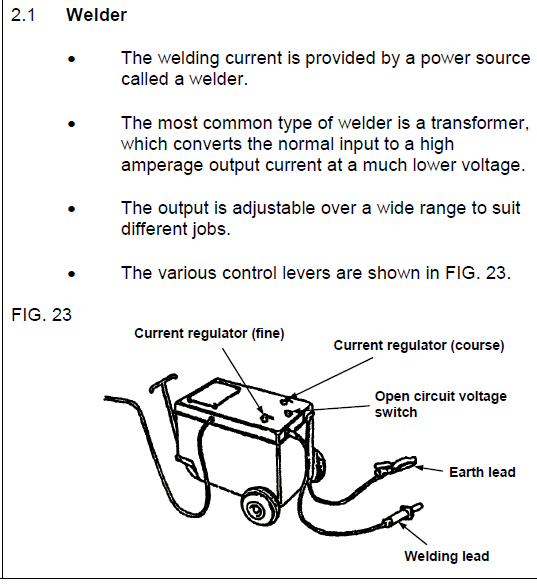 2.1 Welder
• The welding current is provided by a power source
called a welder.
• The most common type of welder is a transformer,
which converts the normal input to a high
amperage output current at a much lower voltage.
• The output is adjustable over a wide range to suit
different jobs.
• The various control levers are shown in FIG. 23.
FIG. 23
Current regulator (fine)
Current regulator (course)
Open circuit voltage
switch
Earth lead
Welding lead